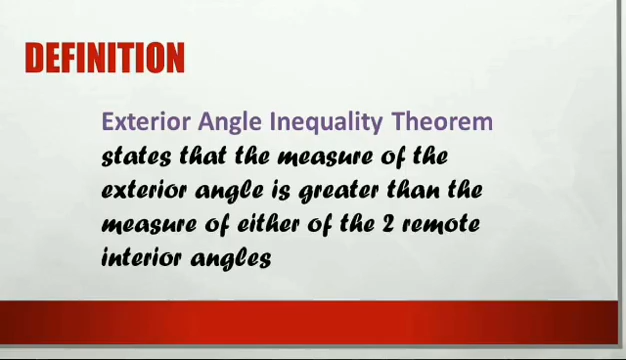 DEFINITION
Exterior Angle Inequality Theorem
states that the measure of the
exterior angle is greater than the
measure of either of the 2 remote
interior angles